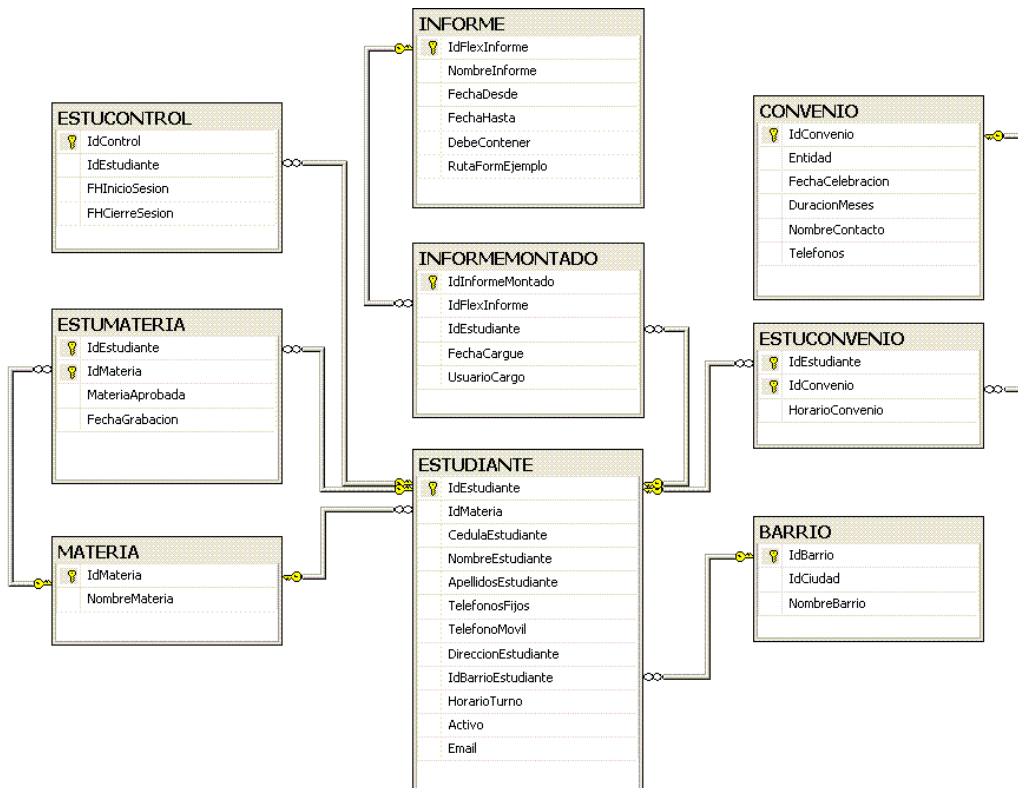 INFORME
IdFlexInforme
NombreInforme
FechaDesde
FechaHasta
DebeContener
RutaFormEjemplo
ESTUCONTROL
IdControl
IdEstudiante
FHInicioSesion
FHCierreSesion
CONVENIO
IdConvenio
Entidad
FechaCelebracion
DuracionMeses
NombreContacto
Telefonos
INFORMEMONTADO
IdInformeMontado
IdFlexInforme
IdEstudiante
FechaCargue
UsuarioCargo
ESTUMATERIA
IdEstudiante
IdMateria
MateriaAprobada
FechaGrabacion
ESTUCONVENIO
IdEstudiante
IdConvenio
HorarioConvenio
ESTUDIANTE
IdEstudiante
IdMateria
CedulaEstudiante
NombreEstudiante
ApellidosEstudiante
TelefonosFijos
TelefonoMovil
DireccionEstudiante
IdBarrioEstudiante
HorarioTurno
Activo
Email
MATERIA
IdMateria
NombreMateria
BARRIO
IdBarrio
IdCiudad
NombreBarrio